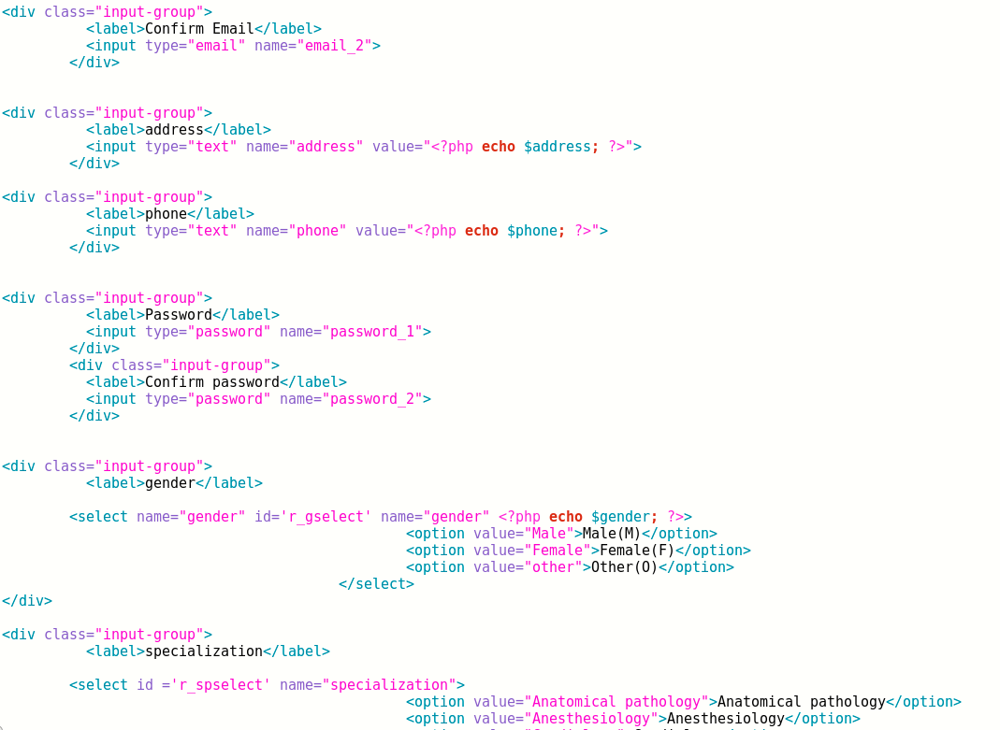 <div class="input-group">
          <label>Confirm Email</label>
          <input type="email" name="email_2">
        </div>
<div class="input-group">
          <label>address</label>
          <input type="text" name="address" value="<?php echo $address; ?>">
        </div>
<div class="input-group">
          <label>phone</label>
          <input type="text" name="phone" value="<?php echo $phone; ?>">
        </div>
<div class="input-group">
          <label>Password</label>
          <input type="password" name="password_1">
        </div>
        <div class="input-group">
          <label>Confirm password</label>
          <input type="password" name="password_2">
        </div>
<div class="input-group">
          <label>gender</label>
        <select name="gender" id='r_gselect' name="gender" <?php echo $gender; ?>>
                                                <option value="Male">Male(M)</option>
                                                <option value="Female">Female(F)</option>
                                                <option value="other">Other(O)</option>
                                        </select>
</div>
<div class="input-group">
          <label>specialization</label>
        <select id ='r_spselect' name="specialization">
                                                <option value="Anatomical pathology">Anatomical pathology</option>
                                                <option value="Anesthesiology">Anesthesiology</option>